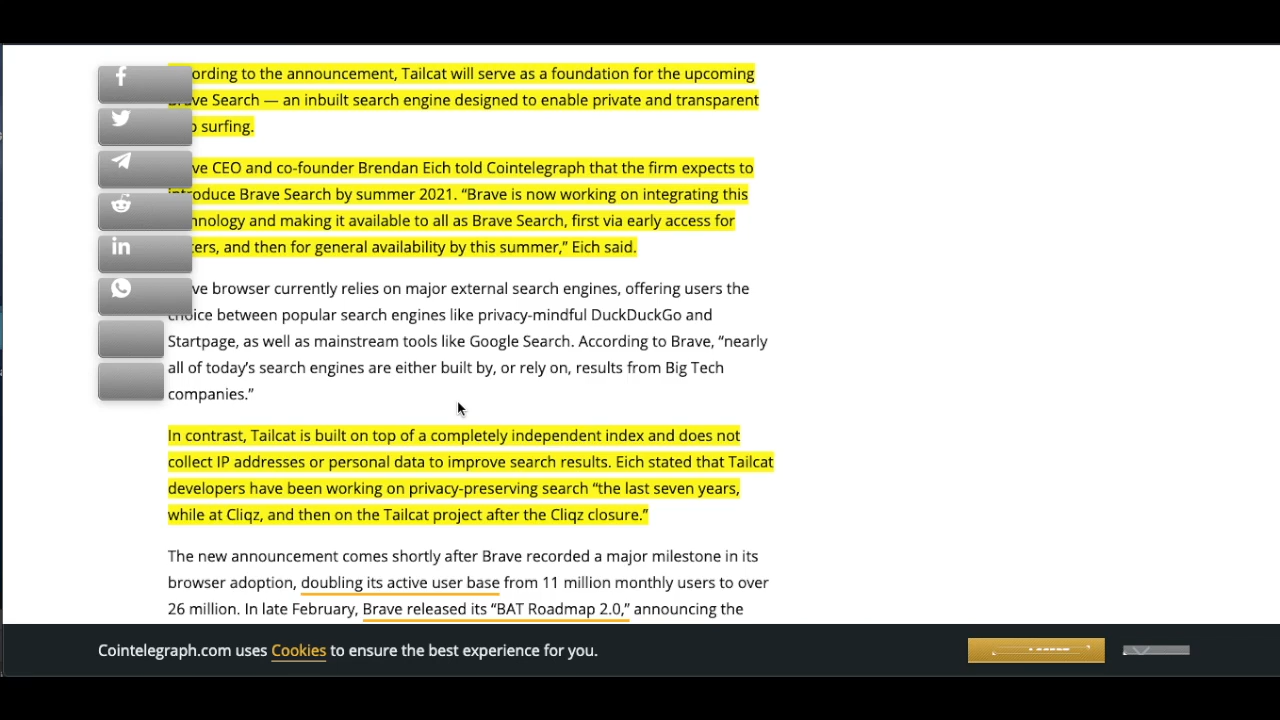 ording to the announcement, Tailcat will serve as a foundation for the upcoming
ve Search — an inbuilt search engine designed to enable private and transparent
surfing.
ve CEO and co-founder Brendan Eich told Cointelegraph that the firm expects to
introduce Brave Search by summer 2021. “Brave is now working on integrating this
nology and making it available to all as Brave Search, first via early access for
ters, and then for general availability by this summer,” Eich said.
ve browser currently relies on major external search engines, offering users the
choice between popular search engines like privacy-mindful DuckDuckGo and
Startpage, as well as mainstream tools like Google Search. According to Brave, “nearly
all of today’s search engines are either built by, or rely on, results from Big Tech
companies.”
In contrast, Tailcat is built on top of a completely independent index and does not
collect IP addresses or personal data to improve search results. Eich stated that Tailcat
developers have been working on privacy-preserving search “the last seven years,
while at Cliqz, and then on the Tailcat project after the Cliqz closure.”
The new announcement comes shortly after Brave recorded a major milestone in its
browser adoption, doubling its active user base from 11 million monthly users to over
26 million. In late February, Brave released its “BAT Roadmap 2.0,” announcing the
Cointelegraph.com uses Cookies to ensure the best experience for you.